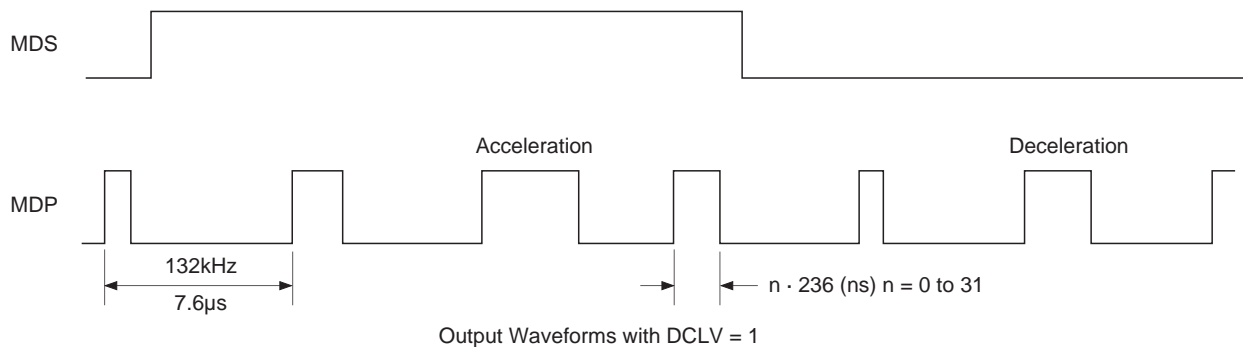 MDS
Acceleration
Deceleration
MDP
132kHz
7.6μs
n · 236 (ns) n = 0 to 31
Output Waveforms with DCLV = 1